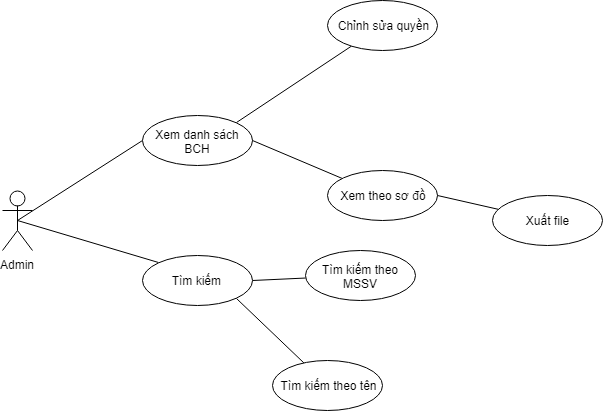 Chỉnh sửa quyền
Xem danh sách
BCH
Xem theo sơ đồ
Xuất file
Admin
Tìm kiếm
Tìm kiếm theo
MSSV
Tìm kiếm theo tên